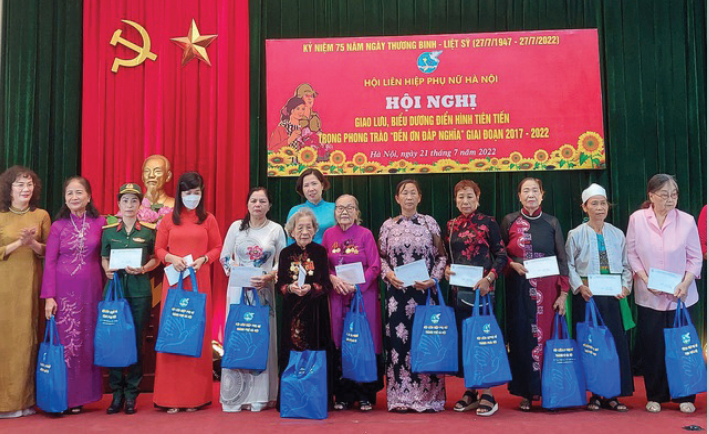 KỶ NIỆM 75 NĂM NGÀY THƯƠNG BINH - LIỆT SỸ (27/7/1947 - 27/7/2022)
HỘI LIÊN HIỆP PHỤ NỮ HÀ NỘI
HỘI NGHỊ
GIAO LƯU, BIỂU DƯƠNG ĐIỂN HÌNH TIÊN TIẾN
TRONG PHONG TRÀO "ĐỀN ƠN ĐÁP NGHĨA" GIAI ĐOẠN 2017 - 2022
Hà Nội, ngày 21 tháng 7 năm 2022